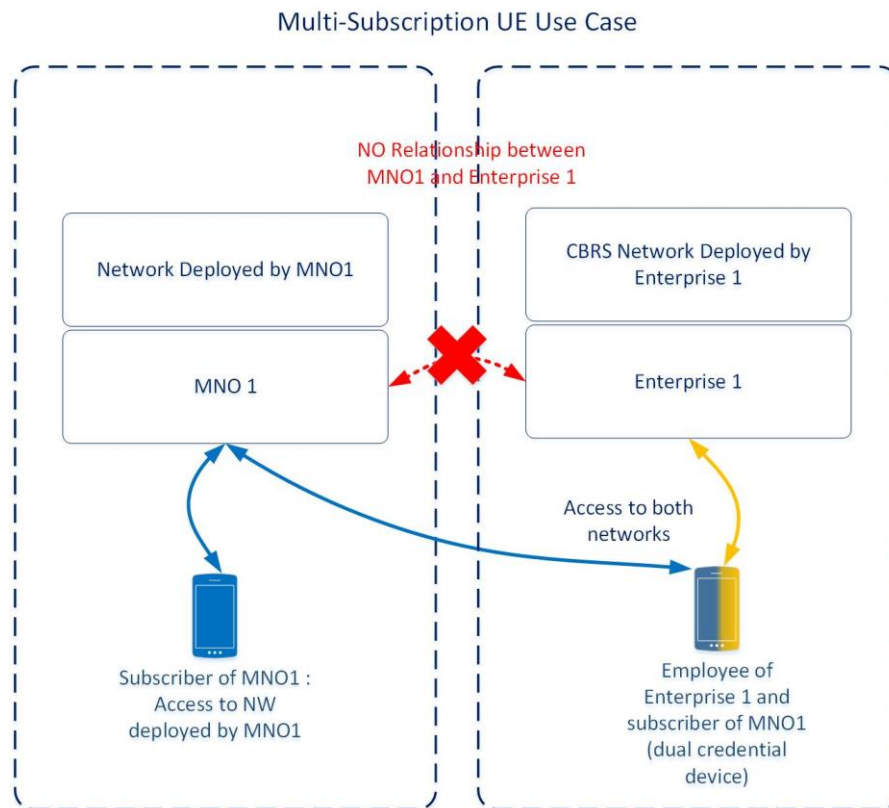 Multi-Subscription UE Use Case
NO Relationship between
MNO1 and Enterprise 1
Network Deployed by MNO1
CBRS Network Deployed by
Enterprise 1
MNO 1
Enterprise 1
Access to both
networks
Subscriber of MNO1 :
Access to NW
deployed by MNO1
Employee of
Enterprise 1 and
subscriber of MNO1
(dual credential
device)